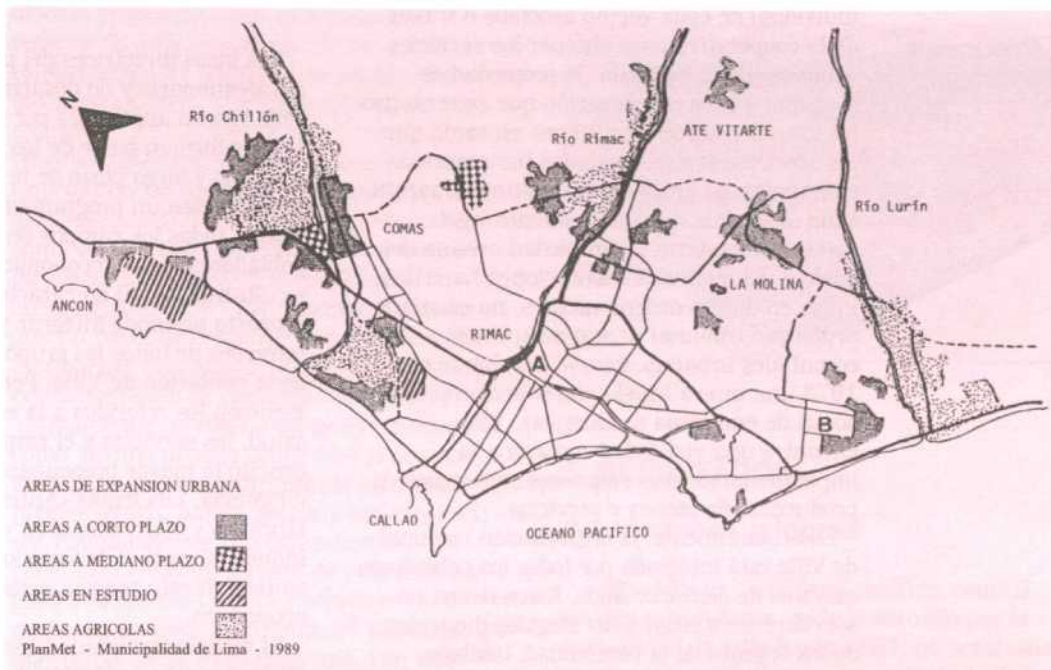 N
Río Chillón
Río Rimac
ATE VITARTE
Río Lurín
COMAS
LA MOLINA
ANCON
RIMAC
A
B
CALLAO
OCEANO PACIFICO
AREAS DE EXPANSION URBANA
AREAS A CORTO PLAZO
AREAS A MEDIANO PLAZO
AREAS EN ESTUDIO
AREAS AGRICOLAS
PlanMet - Municipalidad de Lima - 1989